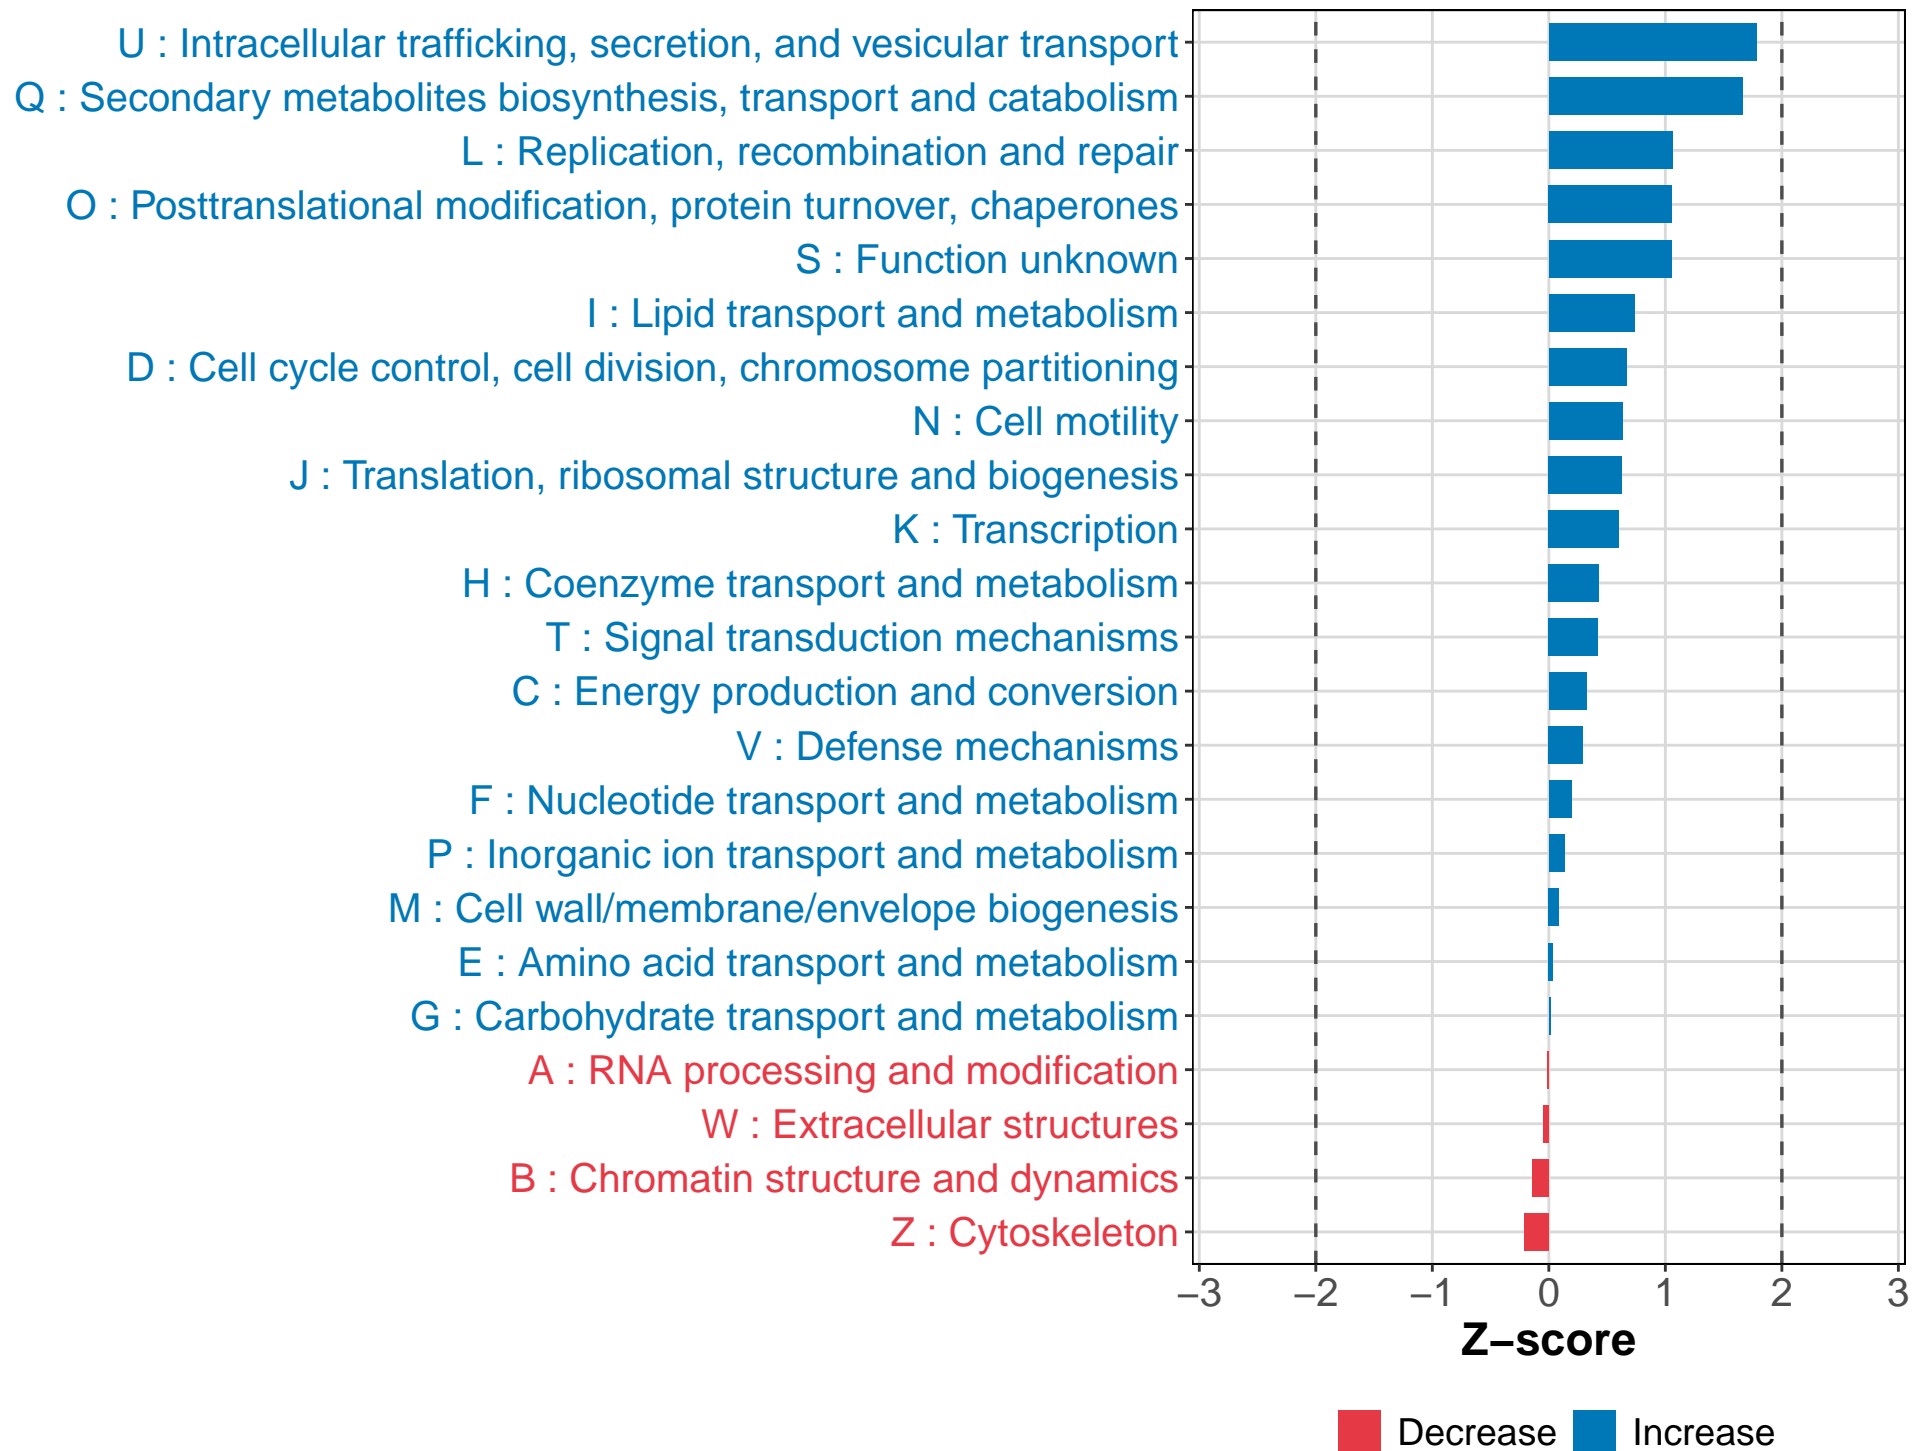 U : Intracellular trafficking, secretion, and vesicular transport
Q : Secondary metabolites biosynthesis, transport and catabolism
L : Replication, recombination and repair
O : Posttranslational modification, protein turnover, chaperones
S : Function unknown
I : Lipid transport and metabolism
D : Cell cycle control, cell division, chromosome partitioning
N : Cell motility
J : Translation, ribosomal structure and biogenesis
K : Transcription
H : Coenzyme transport and metabolism
T : Signal transduction mechanisms
C : Energy production and conversion
V : Defense mechanisms
F : Nucleotide transport and metabolism
P : Inorganic ion transport and metabolism
M : Cell wall/membrane/envelope biogenesis
E : Amino acid transport and metabolism
G : Carbohydrate transport and metabolism
A : RNA processing and modification
W : Extracellular structures
B : Chromatin structure and dynamics
Z : Cytoskeleton
−3 −2 −1 0 1 2 3
Z−score
Decrease Increase